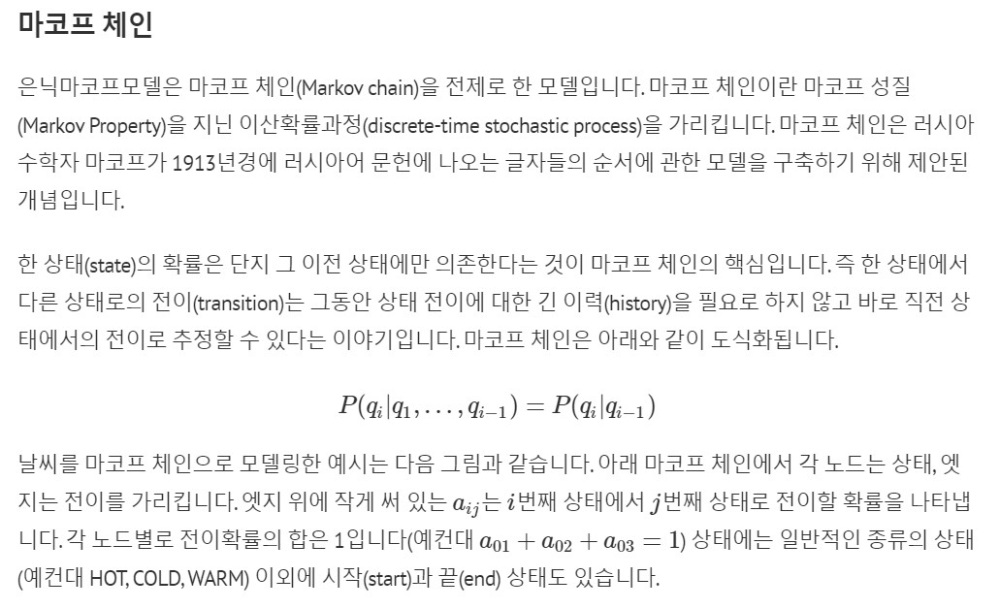 마코프 체인
은닉마코프모델은 마코프 체인(Markov chain)을 전제로 한 모델입니다. 마코프 체인이란 마코프 성질
(Markov Property)을 지닌 이산확률과정(discrete-time stochastic process)을 가리킵니다. 마코프 체인은 러시아
수학자 마코프가 1913년경에 러시아어 문헌에 나오는 글자들의 순서에 관한 모델을 구축하기 위해 제안된
개념입니다.
한 상태(state)의 확률은 단지 그 이전 상태에만 의존한다는 것이 마코프 체인의 핵심입니다. 즉 한 상태에서
다른 상태로의 전이(transition)는 그동안 상태 전이에 대한 긴 이력(history)을 필요로 하지 않고 바로 직전 상
태에서의 전이로 추정할 수 있다는 이야기입니다. 마코프 체인은 아래와 같이 도식화됩니다.
P(q_i|q_1, ..., q_{i-1}) = P(q_i|q_{i-1})
날씨를 마코프 체인으로 모델링한 예시는 다음 그림과 같습니다. 아래 마코프 체인에서 각 노드는 상태, 엣
지는 전이를 가리킵니다. 엣지 위에 작게 써 있는 a_{ij}는 i번째 상태에서 j번째 상태로 전이할 확률을 나타냅
니다. 각 노드별로 전이확률의 합은 1입니다(예컨대 a_{01} + a_{02} + a_{03} = 1) 상태에는 일반적인 종류의 상태
(예컨대 HOT, COLD, WARM) 이외에 시작(start)과 끝(end) 상태도 있습니다.